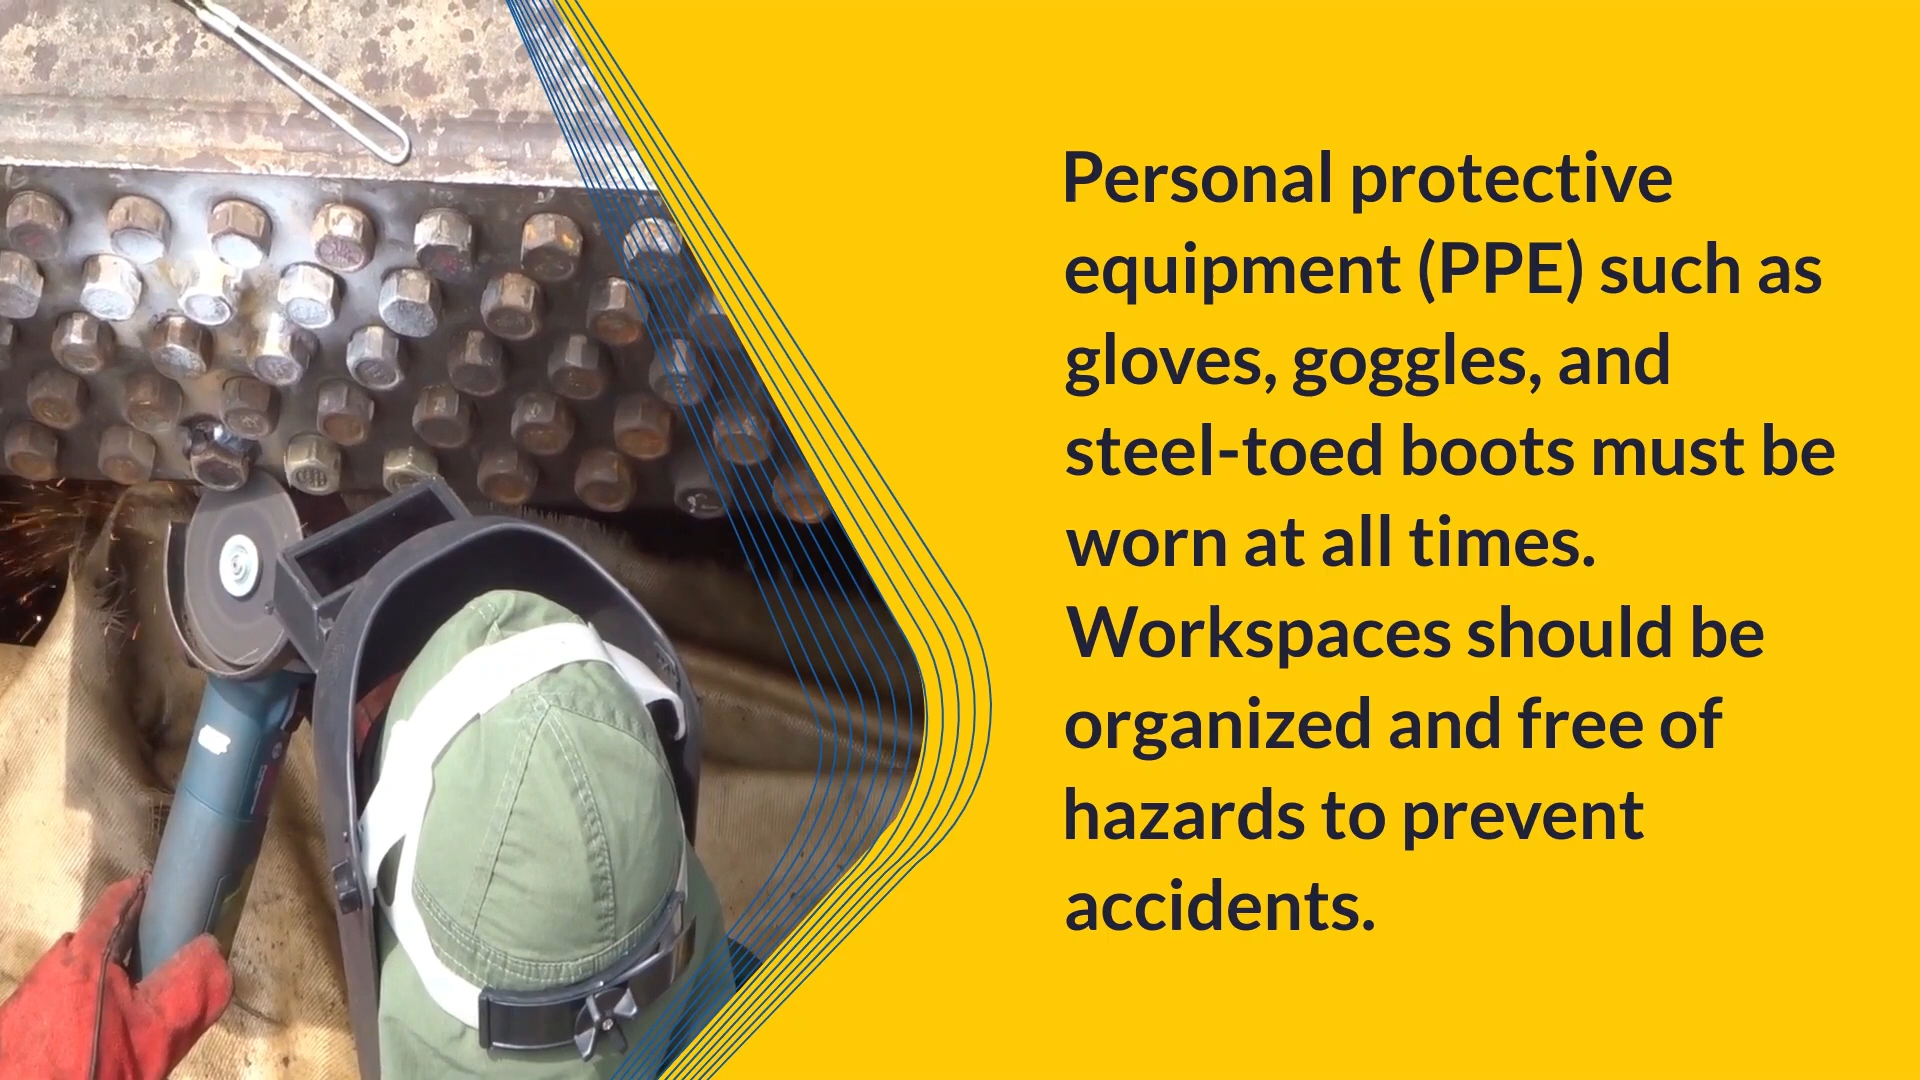 Personal protective
equipment (PPE) such as
gloves, goggles, and
steel-toed boots must be
worn at all times.
Workspaces should be
organized and free of
hazards to prevent
accidents.